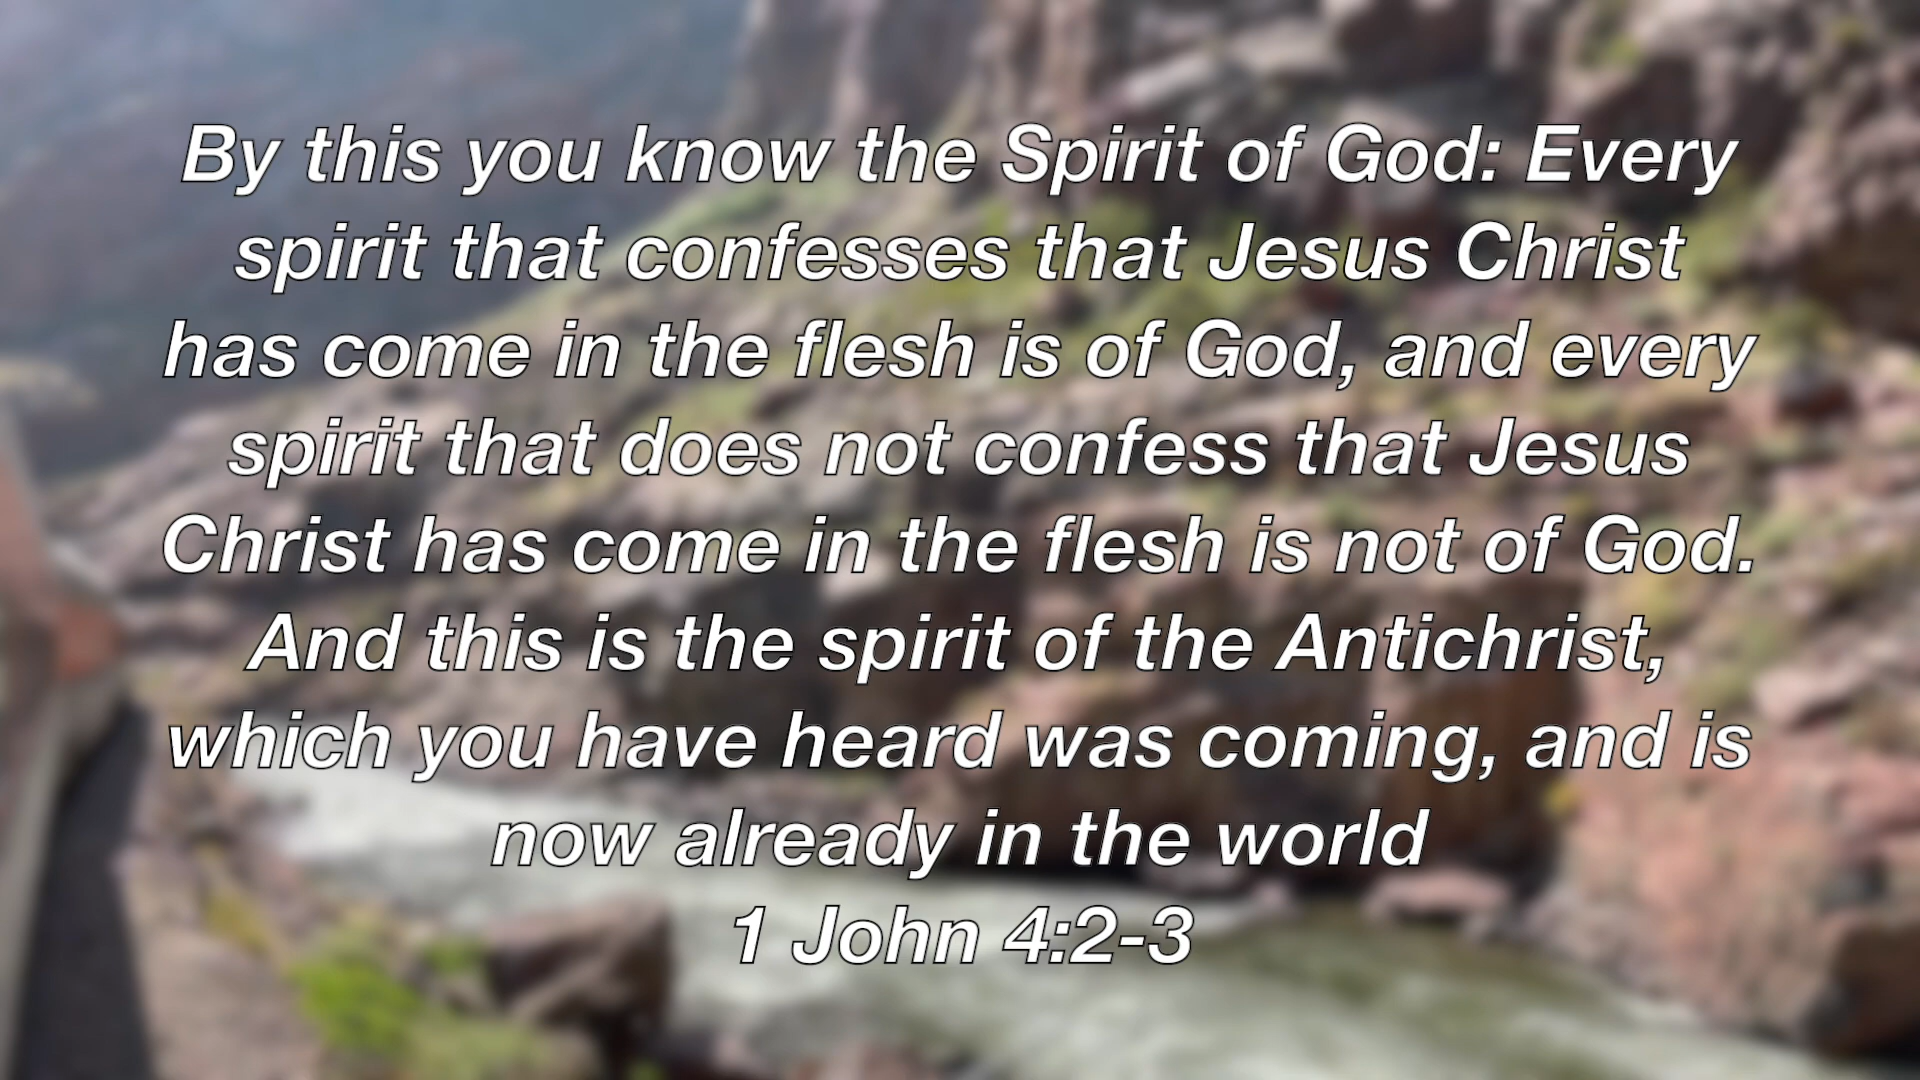 By this you know the Spirit of God: Every
spirit that confesses that Jesus Christ
has come in the flesh is of God, and every
spirit that does not confess that Jesus
Christ has come in the flesh is not of God.
And this is the spirit of the Antichrist,
which you have heard was coming, and is
now already in the world
1 John 4:2-3